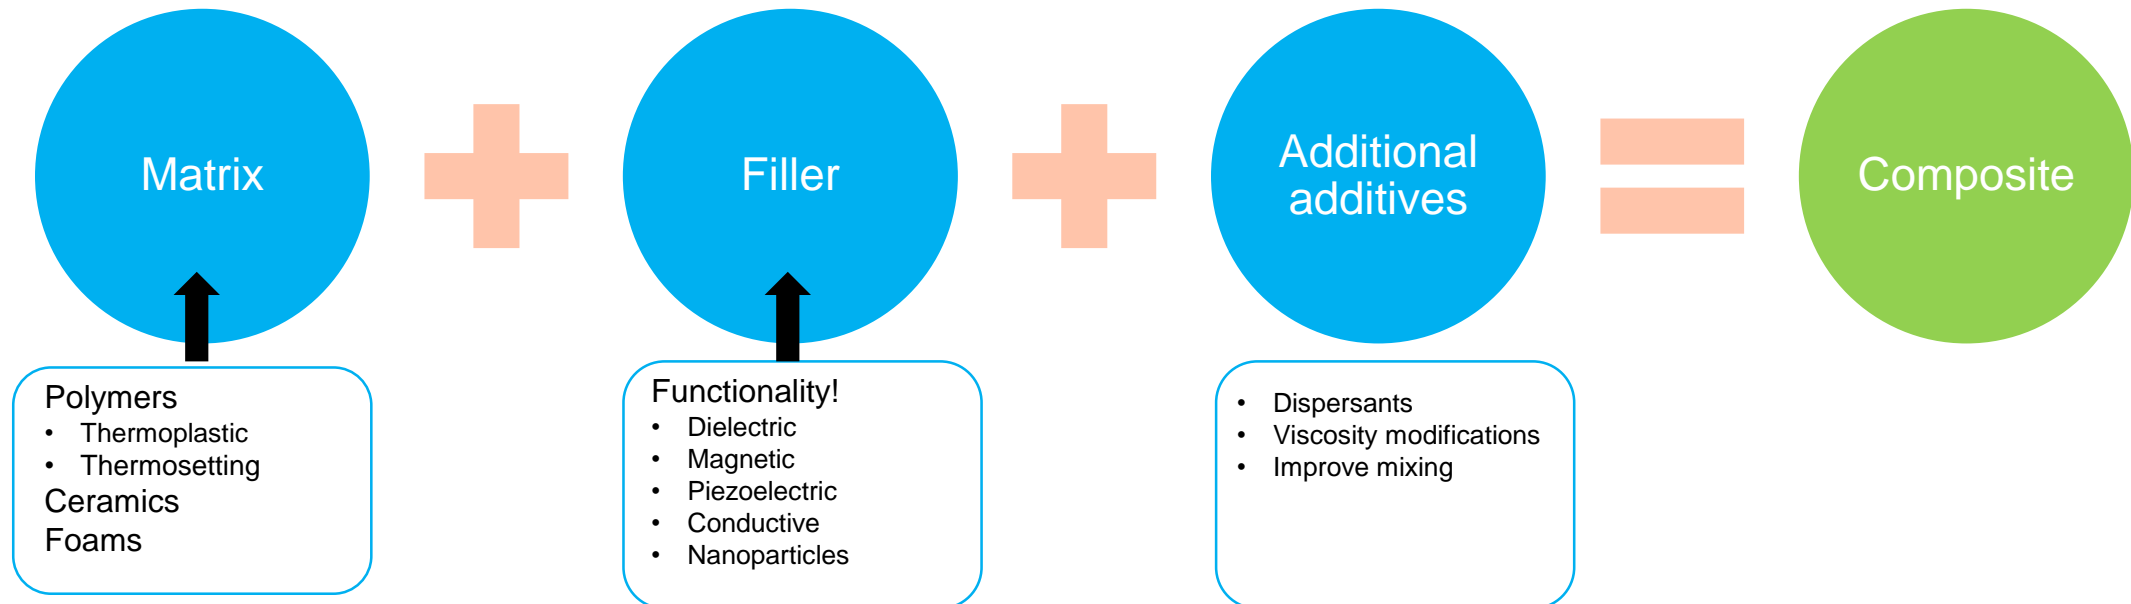 Matrix
Filler
Additional
additives
Composite
Polymers
• Thermoplastic
• Thermosetting
Ceramics
Foams
Functionality!
• Dielectric
• Magnetic
• Piezoelectric
• Conductive
• Nanoparticles
• Dispersants
• Viscosity modifications
• Improve mixing